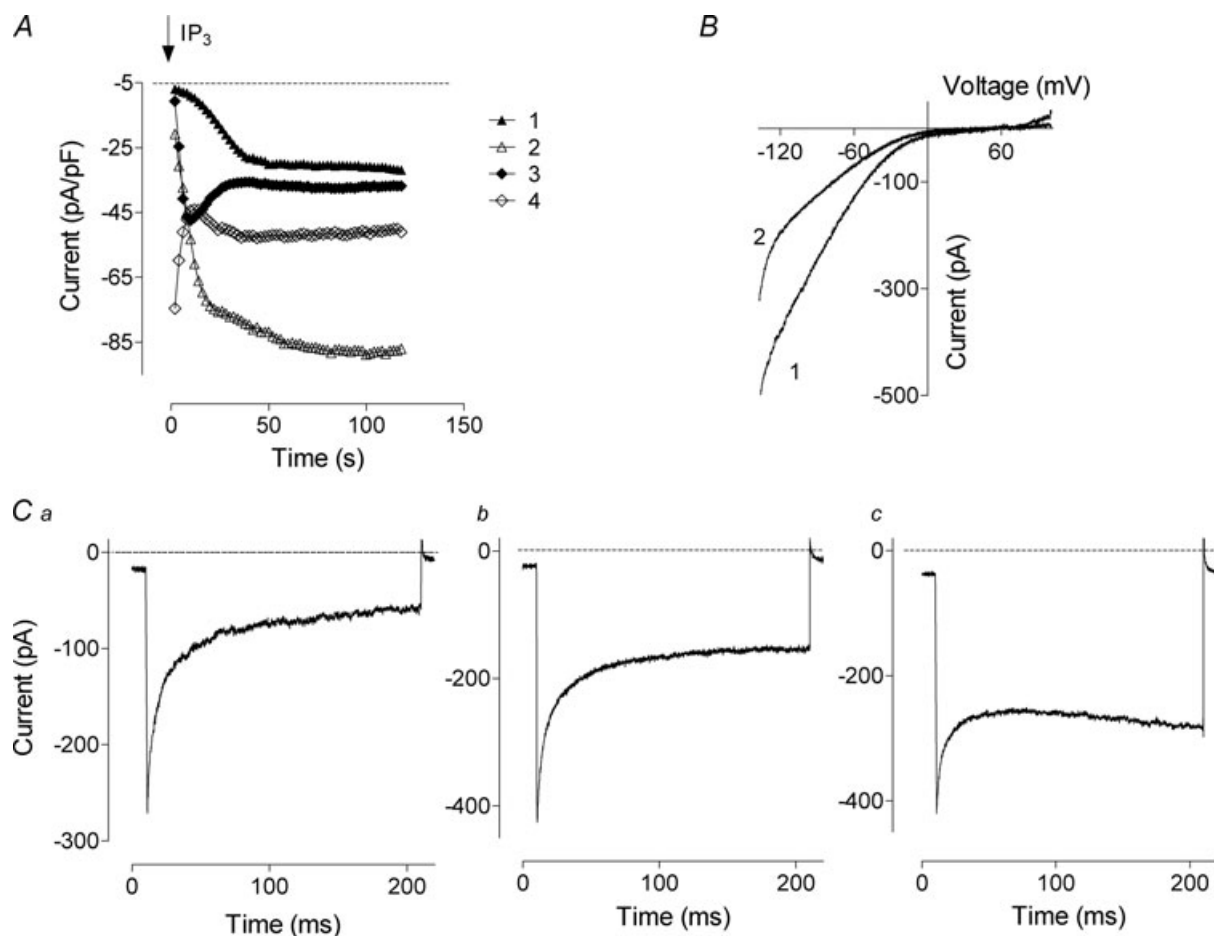 A
IP3
-5
-25
-45
-65
-85
Current (pA/pF)
0
50
100
150
Time (s)
1
2
3
4
B
Voltage (mV)
-120
-60
60
-100
-300
-500
Current (pA)
2
1
C a
0
-100
-200
-300
Current (pA)
0
100
200
Time (ms)
b
0
-200
-400
0
100
200
Time (ms)
c
0
-200
-400
0
100
200
Time (ms)